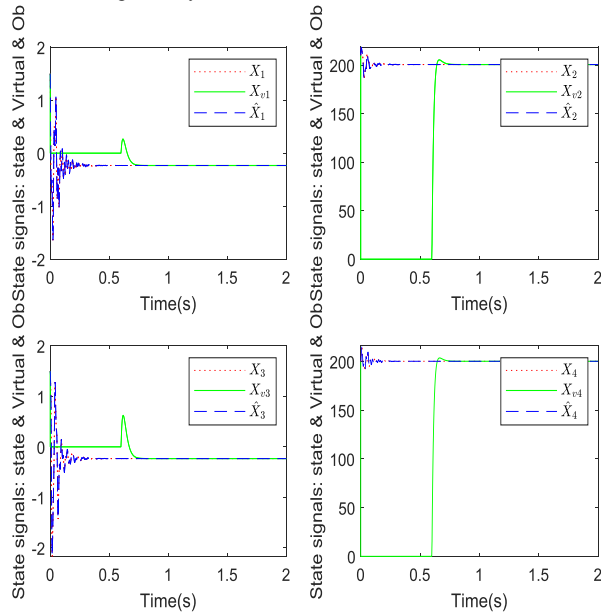 State signals: state & Virtual & Ob
2
1
0
-1
-2
0
0.5
1
1.5
2
Time(s)
X₁
Xᵥ₁
X̂₁
State signals: state & Virtual & Ob
200
150
100
50
0
0
0.5
1
1.5
2
Time(s)
X₂
Xᵥ₂
X̂₂
State signals: state & Virtual & Ob
2
1
0
-1
-2
0
0.5
1
1.5
2
Time(s)
X₃
Xᵥ₃
X̂₃
State signals: state & Virtual & Ob
200
150
100
50
0
0
0.5
1
1.5
2
Time(s)
X₄
Xᵥ₄
X̂₄